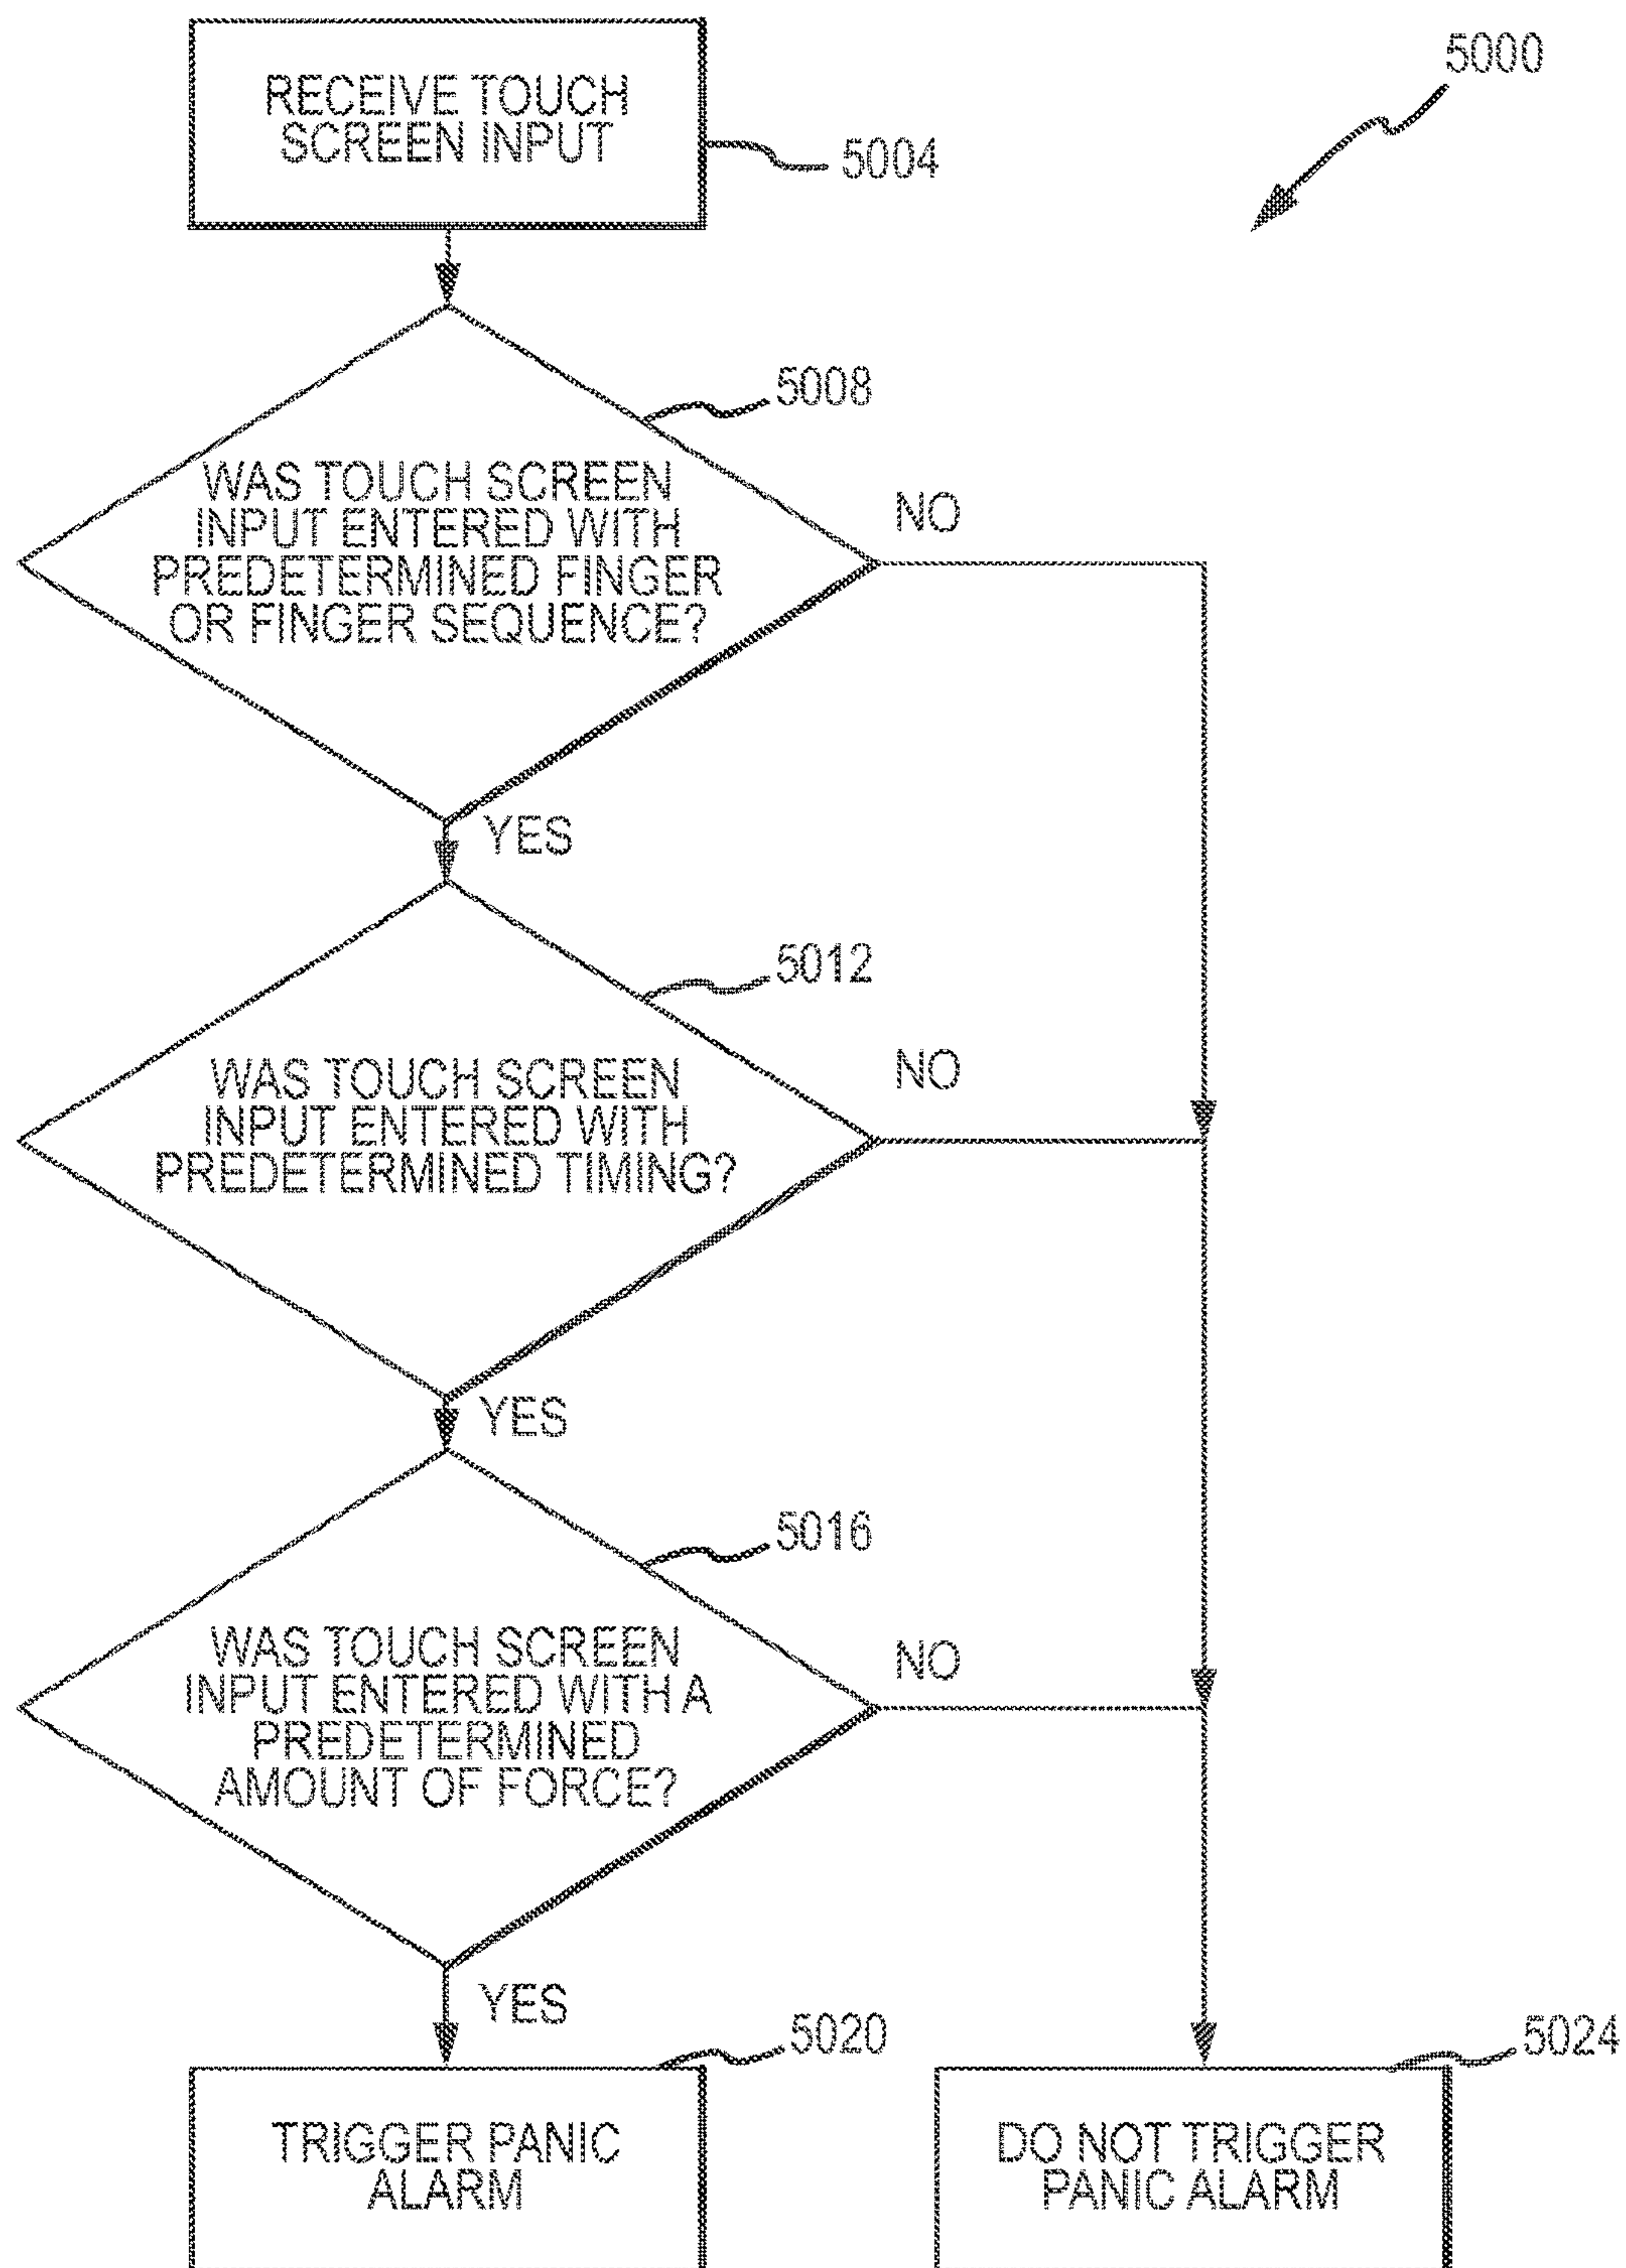 5000
RECEIVE TOUCH
SCREEN INPUT
5004
5008
WAS TOUCH SCREEN
INPUT ENTERED WITH
PREDETERMINED FINGER
OR FINGER SEQUENCE?
NO
YES
5012
WAS TOUCH SCREEN
INPUT ENTERED WITH
PREDETERMINED TIMING?
NO
YES
5016
WAS TOUCH SCREEN
INPUT ENTERED WITH A
PREDETERMINED
AMOUNT OF FORCE?
NO
YES
5020
TRIGGER PANIC
ALARM
5024
DO NOT TRIGGER
PANIC ALARM